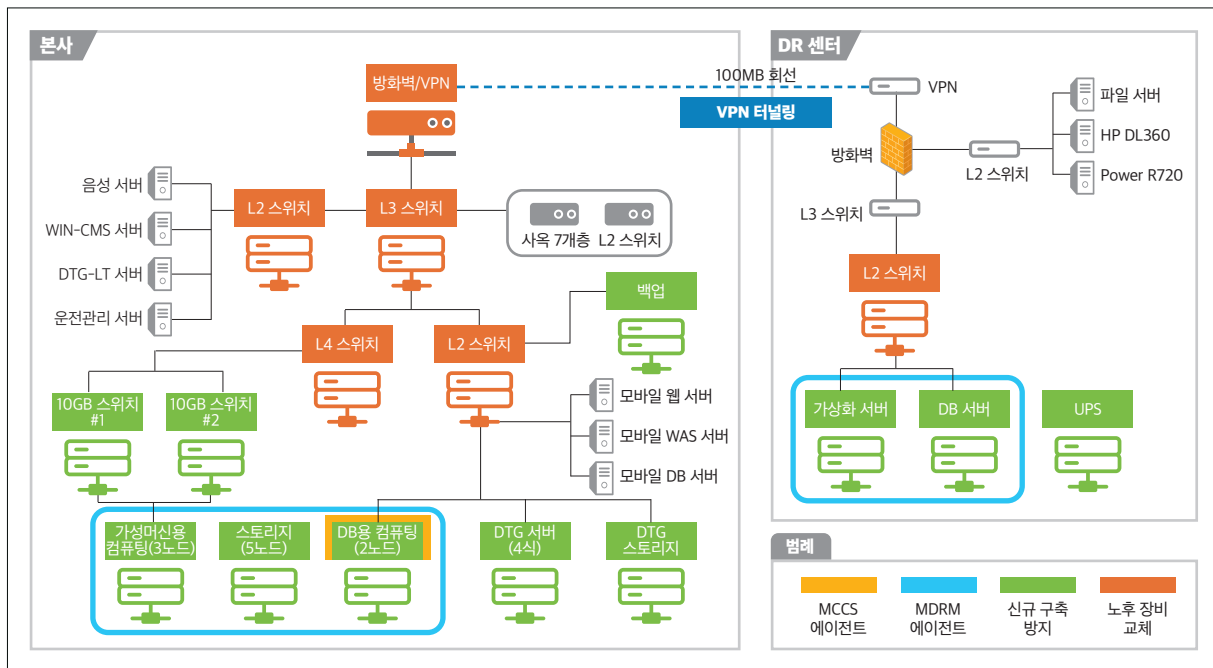 본사
방화벽/VPN
100MB 회선
VPN 터널링
음성 서버
WIN-CMS 서버
DTG-LT 서버
운전관리 서버
L2 스위치
L3 스위치
사옥 7개층
L2 스위치
백업
L4 스위치
L2 스위치
10GB 스위치
#1
10GB 스위치
#2
모바일 웹 서버
모바일 WAS 서버
모바일 DB 서버
가성머신용
컴퓨팅(3노드)
스토리지
(5노드)
DB용 컴퓨팅
(2노드)
DTG 서버
(4식)
DTG
스토리지
DR 센터
VPN
방화벽
L2 스위치
파일 서버
HP DL360
Power R720
L3 스위치
L2 스위치
가상화 서버
DB 서버
UPS
범례
MCCS
에이전트
MDRM
에이전트
신규 구축
방지
노후 장비
교체